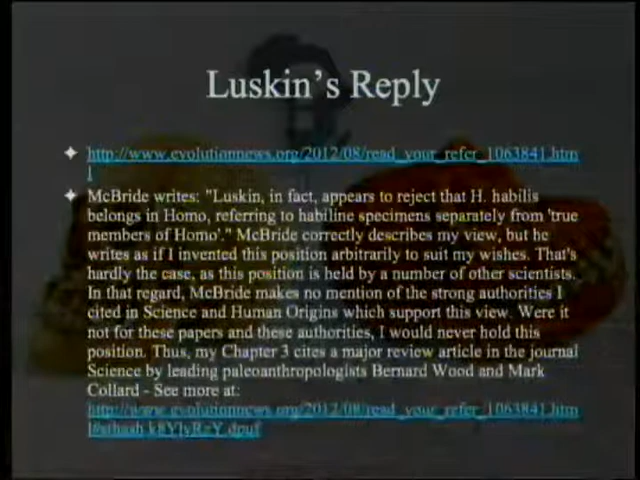 Luskin's Reply
http://www.evolutionnews.org/2012/08/read_your_refer_1063841.htm
l
McBride writes: "Luskin, in fact, appears to reject that H. habilis
belongs in Homo, referring to habiline specimens separately from 'true
members of Homo'." McBride correctly describes my view, but he
writes as if I invented this position arbitrarily to suit my wishes. That's
hardly the case, as this position is held by a number of other scientists.
In that regard, McBride makes no mention of the strong authorities I
cited in Science and Human Origins which support this view. Were it
not for these papers and these authorities, I would never hold this
position. Thus, my Chapter 3 cites a major review article in the journal
Science by leading paleoanthropologists Bernard Wood and Mark
Collard - See more at:
http://www.evolutionnews.org/2012/08/read_your_refer_1063841.htm